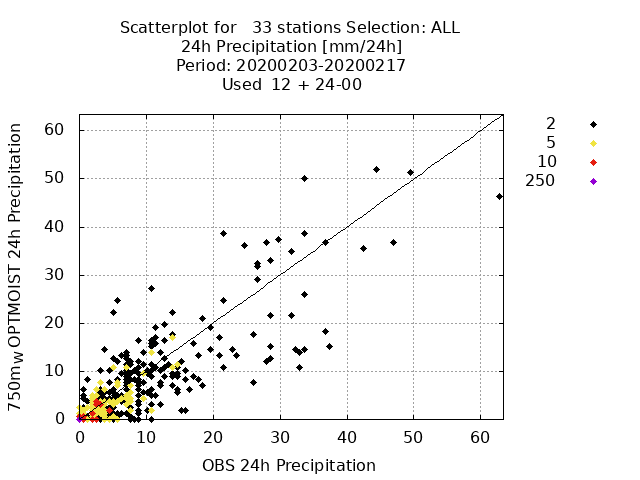 Scatterplot for   33 stations Selection: ALL
24h Precipitation [mm/24h]
Period: 20200203-20200217
Used  12 + 24-00
750mw OPTMOIST 24h Precipitation
60
50
40
30
20
10
0
0 10 20 30 40 50 60
OBS 24h Precipitation
2
5
10
250